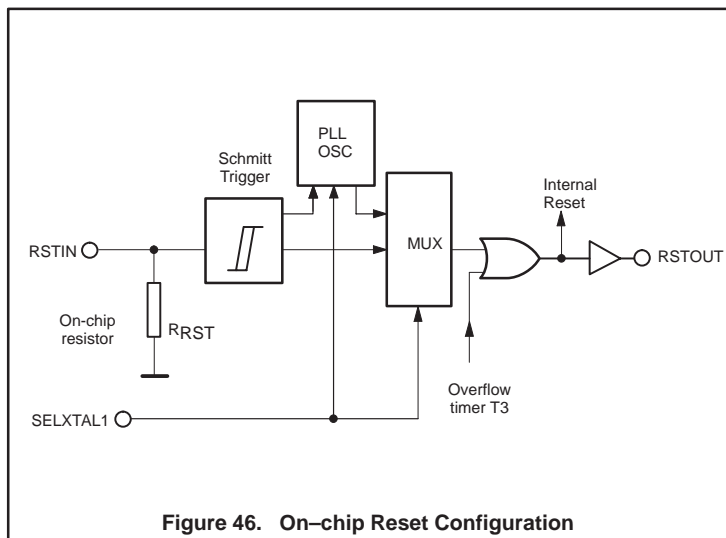 PLL
OSC
Schmitt
Trigger
Internal
Reset
RSTIN
MUX
RSTOUT
On-chip
resistor
RRST
Overflow
timer T3
SELXTAL1
Figure 46. On–chip Reset Configuration